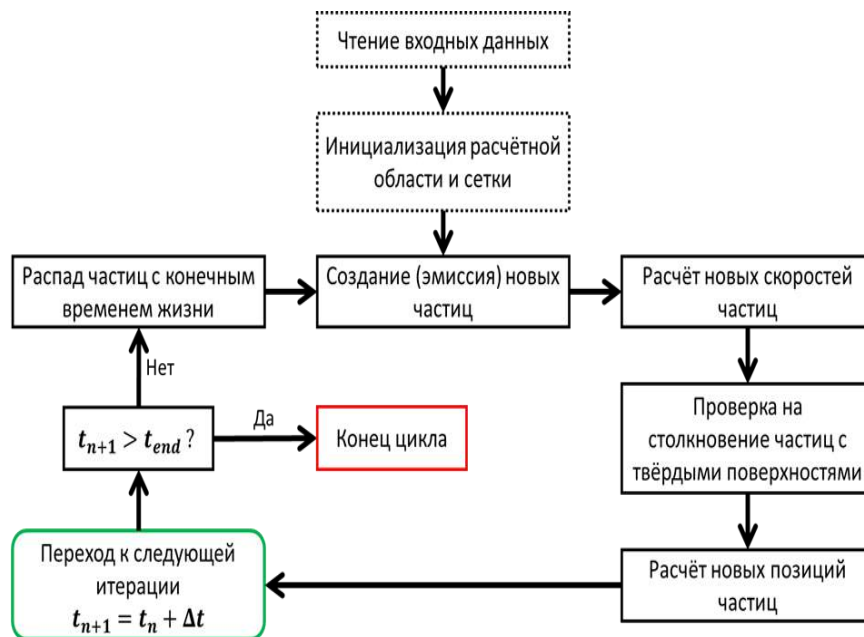 Чтение входных данных
Инициализация расчётной
области и сетки
Распад частиц с конечным
временем жизни
Создание (эмиссия) новых
частиц
Расчёт новых скоростей
частиц
Нет
Проверка на
столкновение частиц с
твёрдыми поверхностями
t_{n+1} > t_{end} ?
Да
Конец цикла
Переход к следующей
итерации
t_{n+1} = t_n + Δt
Расчёт новых позиций
частиц